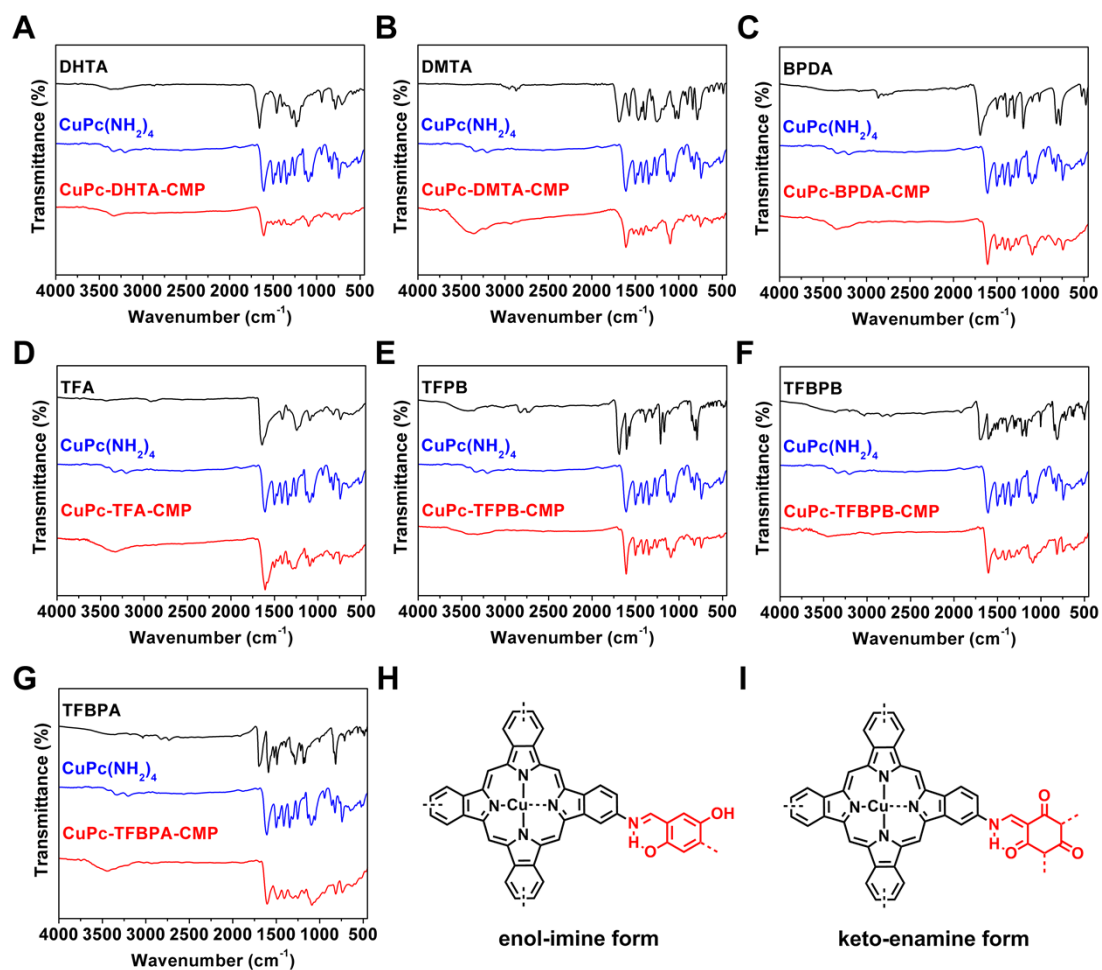 A
B
C
Transmittance (%)
DHTA
CuPc(NH2)4
CuPc-DHTA-CMP
4000 3500 3000 2500 2000 1500 1000 500
Wavenumber (cm-1)
Transmittance (%)
DMTA
CuPc(NH2)4
CuPc-DMTA-CMP
4000 3500 3000 2500 2000 1500 1000 500
Wavenumber (cm-1)
Transmittance (%)
BPDA
CuPc(NH2)4
CuPc-BPDA-CMP
4000 3500 3000 2500 2000 1500 1000 500
Wavenumber (cm-1)
D
E
F
Transmittance (%)
TFA
CuPc(NH2)4
CuPc-TFA-CMP
4000 3500 3000 2500 2000 1500 1000 500
Wavenumber (cm-1)
Transmittance (%)
TFPB
CuPc(NH2)4
CuPc-TFPB-CMP
4000 3500 3000 2500 2000 1500 1000 500
Wavenumber (cm-1)
Transmittance (%)
TFBPB
CuPc(NH2)4
CuPc-TFBPB-CMP
4000 3500 3000 2500 2000 1500 1000 500
Wavenumber (cm-1)
G
H
I
Transmittance (%)
TFBPA
CuPc(NH2)4
CuPc-TFBPA-CMP
4000 3500 3000 2500 2000 1500 1000 500
Wavenumber (cm-1)
N
N Cu N
N
N
H
O
OH
enol-imine form
N
N Cu N
N
N
H
O
O
O
keto-enamine form